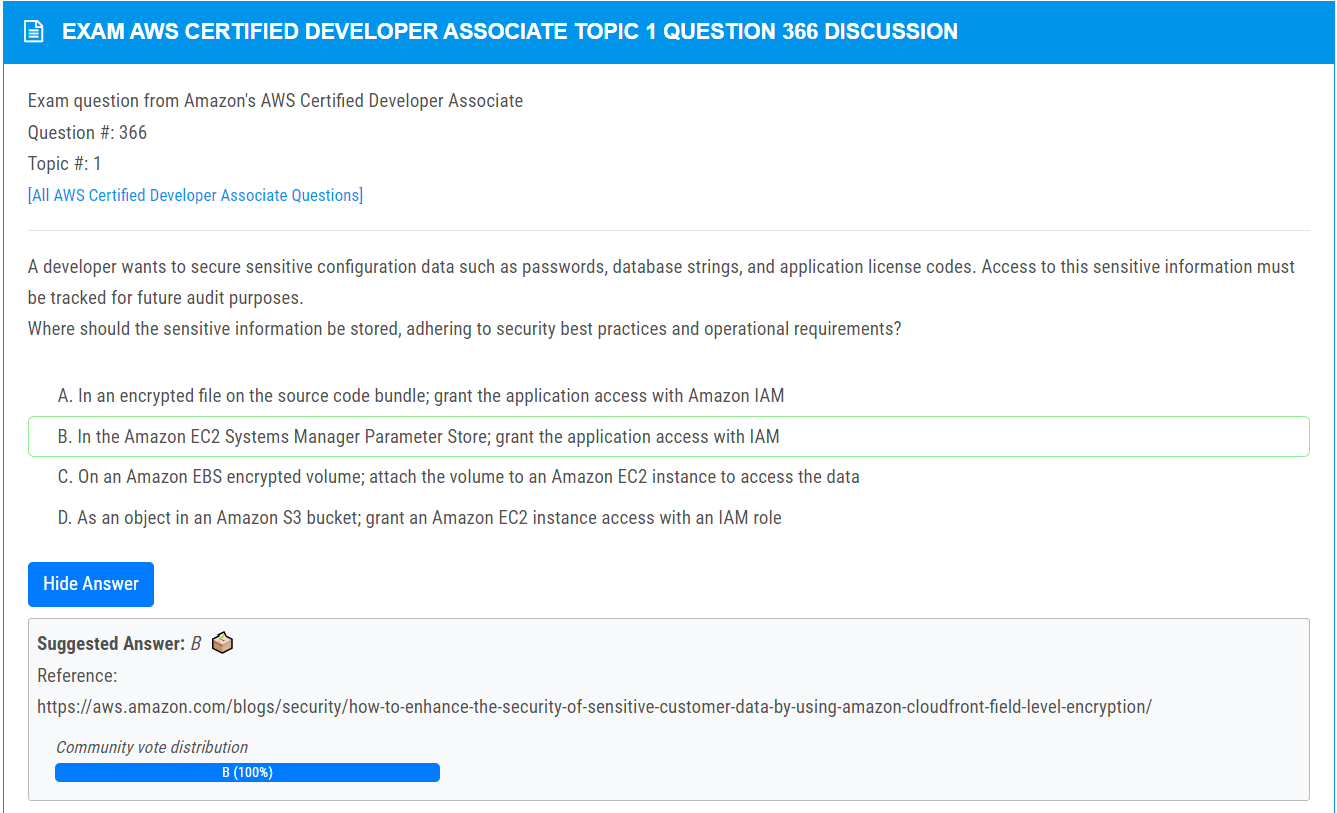 EXAM AWS CERTIFIED DEVELOPER ASSOCIATE TOPIC 1 QUESTION 366 DISCUSSION
Exam question from Amazon's AWS Certified Developer Associate
Question #: 366
Topic #: 1
[All AWS Certified Developer Associate Questions]
A developer wants to secure sensitive configuration data such as passwords, database strings, and application license codes. Access to this sensitive information must
be tracked for future audit purposes.
Where should the sensitive information be stored, adhering to security best practices and operational requirements?
A. In an encrypted file on the source code bundle; grant the application access with Amazon IAM
B. In the Amazon EC2 Systems Manager Parameter Store; grant the application access with IAM
C. On an Amazon EBS encrypted volume; attach the volume to an Amazon EC2 instance to access the data
D. As an object in an Amazon S3 bucket; grant an Amazon EC2 instance access with an IAM role
Hide Answer
Suggested Answer: B
Reference:
https://aws.amazon.com/blogs/security/how-to-enhance-the-security-of-sensitive-customer-data-by-using-amazon-cloudfront-field-level-encryption/
Community vote distribution
B (100%)